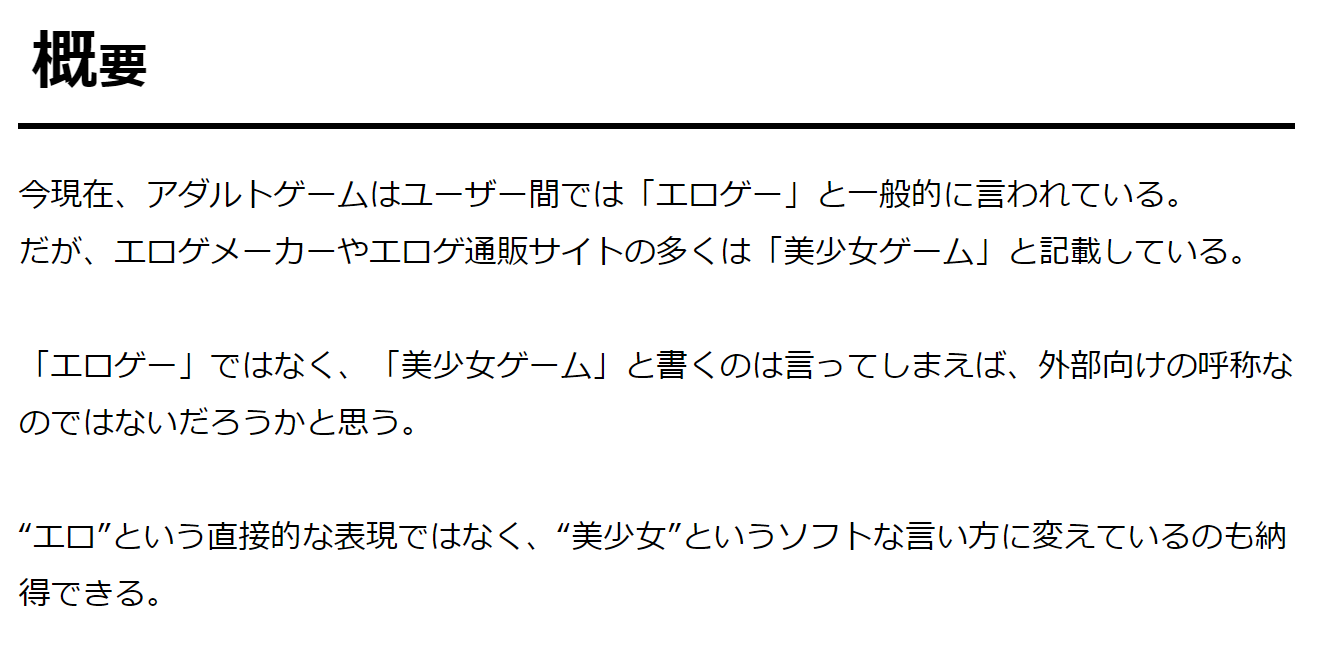 概要
今現在、アダルトゲームはユーザー間では「エロゲー」と一般的に言われている。
だが、エロゲメーカーやエロゲ通販サイトの多くは「美少女ゲーム」と記載している。
「エロゲー」ではなく、「美少女ゲーム」と書くのは言ってしまえば、外部向けの呼称な
のではないだろうかと思う。
“エロ”という直接的な表現ではなく、“美少女”というソフトな言い方に変えているのも納
得できる。